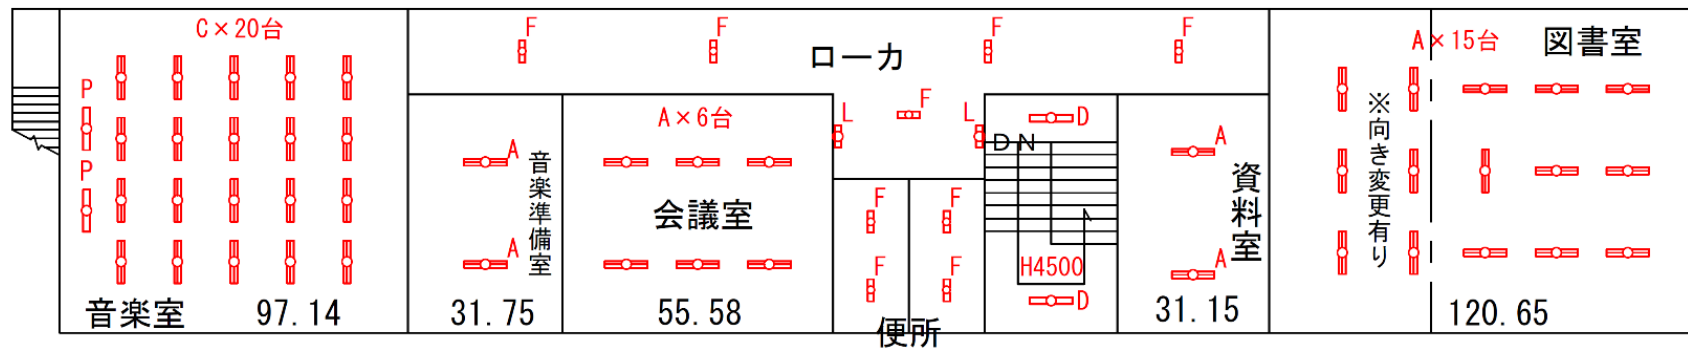 C×20台
F
F
F
F
ローカ
A×15台
図書室
P
P
A
A
音楽準備室
A×6台
会議室
L
F
L
F
F
F
F
D
DN
H4500
D
A
A
資料室
※向き変更有り
音楽室 97.14
31.75
55.58
便所
31.15
120.65